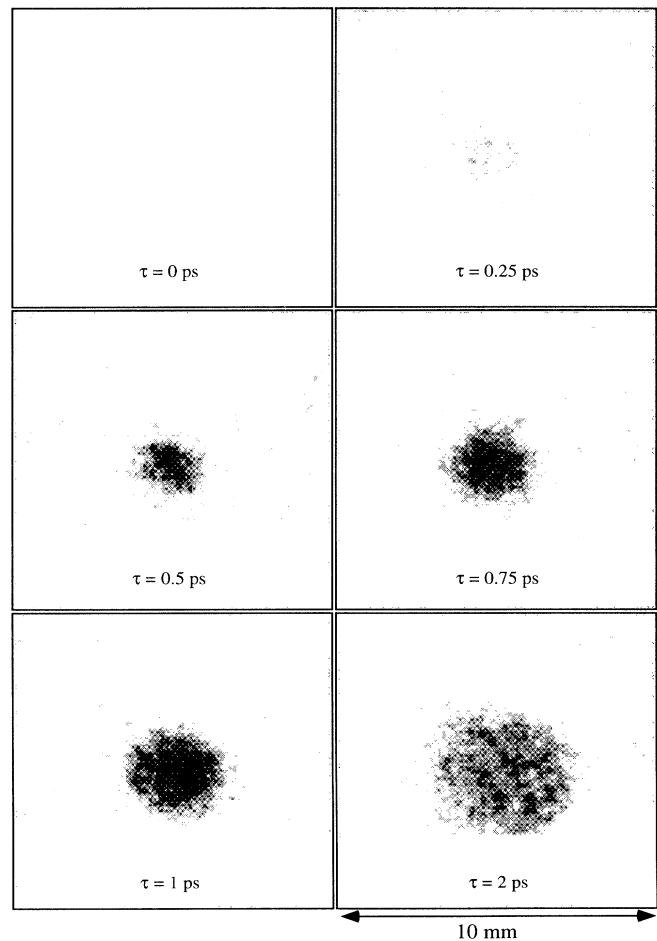 τ = 0 ps
τ = 0.25 ps
τ = 0.5 ps
τ = 0.75 ps
τ = 1 ps
τ = 2 ps
10 mm